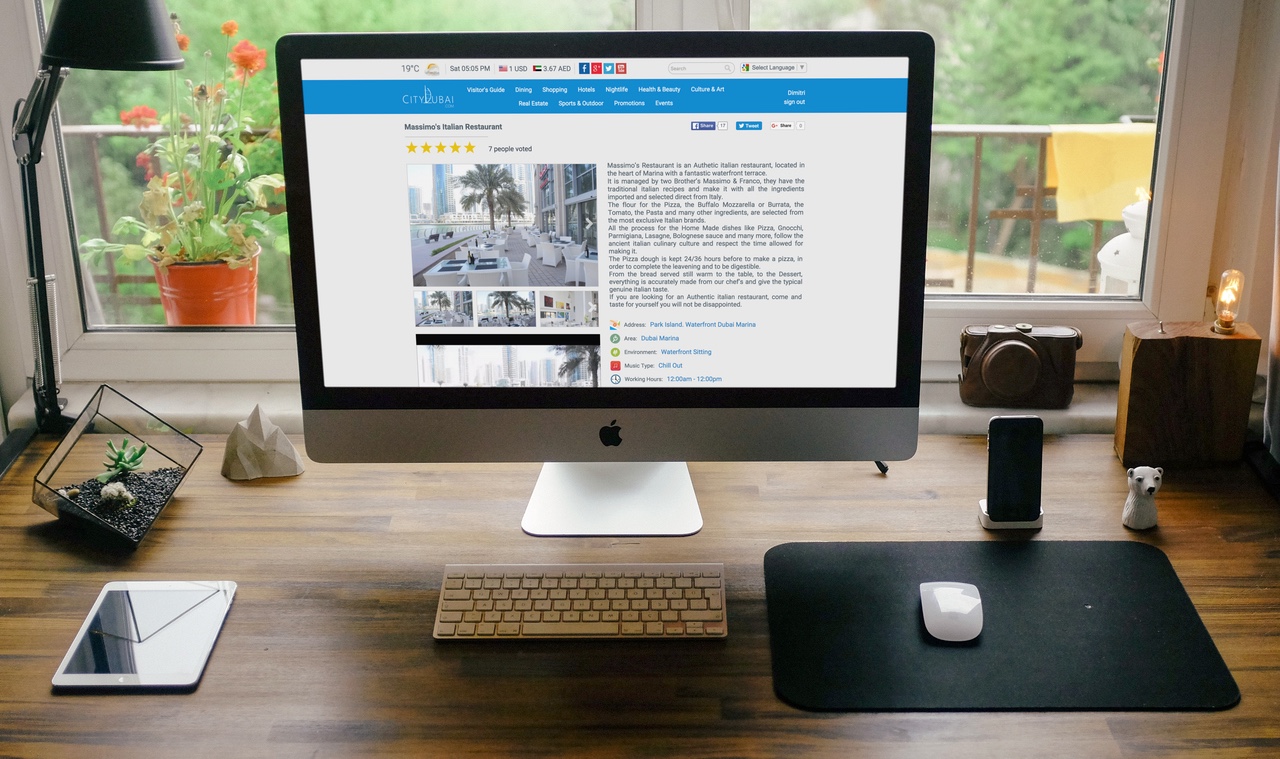 19°C Sat 05:05 PM 1 USD 3.67 AED Search Select Language
CITYDUBAI
.COM
Visitor's Guide Dining Shopping Hotels Nightlife Health & Beauty Culture & Art
Real Estate Sports & Outdoor Promotions Events
Dimitri
sign out
Massimo's Italian Restaurant
Share 17 Tweet Share 0
7 people voted
Massimo's Restaurant is an Authetic italian restaurant, located in
the heart of Marina with a fantastic waterfront terrace.
It is managed by two Brother's Massimo & Franco, they have the
traditional italian recipes and make it with all the ingredients
imported and selected direct from Italy.
The flour for the Pizza, the Buffalo Mozzarella or Burrata, the
Tomato, the Pasta and many other ingredients, are selected from
the most exclusive Italian brands.
All the process for the Home Made dishes like Pizza, Gnocchi,
Parmigiana, Lasagne, Bolognese sauce and many more, follow the
ancient italian culinary culture and respect the time allowed for
making it.
The Pizza dough is kept 24/36 hours before to make a pizza, in
order to complete the leavening and to be digestible.
From the bread served still warm to the table, to the Dessert,
everything is accurately made from our chef's and give the typical
genuine italian taste.
If you are looking for an Authentic italian restaurant, come and
taste for yourself you will not be disappointed.
Address: Park Island. Waterfront Dubai Marina
Area: Dubai Marina
Environment: Waterfront Sitting
Music Type: Chill Out
Working Hours: 12:00am - 12:00pm